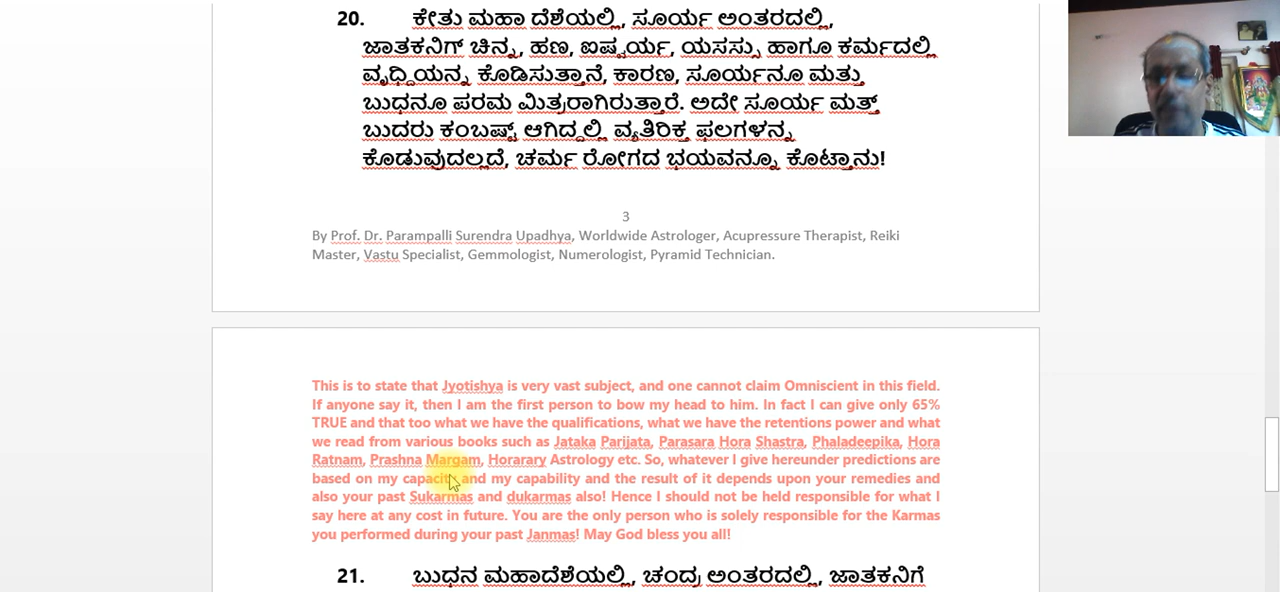 20. ಕೇತು ಮಹಾ ದೆಶೆಯಲ್ಲಿ, ಸೂರ್ಯ ಅಂತರದಲ್ಲಿ,
ಜಾತಕನಿಗ್ ಚಿನ್ನ, ಹಣ, ಐಷ್ವರ್ಯ, ಯಸಸ್ಸು ಹಾಗೂ ಕರ್ಮದಲ್ಲಿ
ವೃಧ್ಧಿಯನ್ನ ಕೊಡಿಸುತ್ತಾನೆ, ಕಾರಣ, ಸೂರ್ಯನೂ ಮತ್ತು
ಬುಧನೂ ಪರಮ ಮಿತ್ರರಾಗಿರುತ್ತಾರೆ. ಅದೇ ಸೂರ್ಯ ಮತ್ತ್
ಬುದರು ಕಂಬಷ್ಟ್ ಆಗಿದ್ದಲ್ಲಿ ವ್ಯತಿರಿಕ್ತ ಫಲಗಳನ್ನ
ಕೊಡುವುದಲ್ಲದೆ, ಚರ್ಮ ರೋಗದ ಭಯವನ್ನೂ ಕೊಟ್ತಾನು!
3
By Prof. Dr. Parampalli Surendra Upadhya, Worldwide Astrologer, Acupressure Therapist, Reiki
Master, Vastu Specialist, Gemmologist, Numerologist, Pyramid Technician.
This is to state that Jyotishya is very vast subject, and one cannot claim Omniscient in this field.
If anyone say it, then I am the first person to bow my head to him. In fact I can give only 65%
TRUE and that too what we have the qualifications, what we have the retentions power and what
we read from various books such as Jataka Parijata, Parasara Hora Shastra, Phaladeepika, Hora
Ratnam, Prashna Margam, Horarary Astrology etc. So, whatever I give hereunder predictions are
based on my capacity and my capability and the result of it depends upon your remedies and
also your past Sukarmas and dukarmas also! Hence I should not be held responsible for what I
say here at any cost in future. You are the only person who is solely responsible for the Karmas
you performed during your past Janmas! May God bless you all!
21. ಬುಧನ ಮಹಾದೆಶೆಯಲ್ಲಿ, ಚಂದ್ರ ಅಂತರದಲ್ಲಿ, ಜಾತಕನಿಗೆ